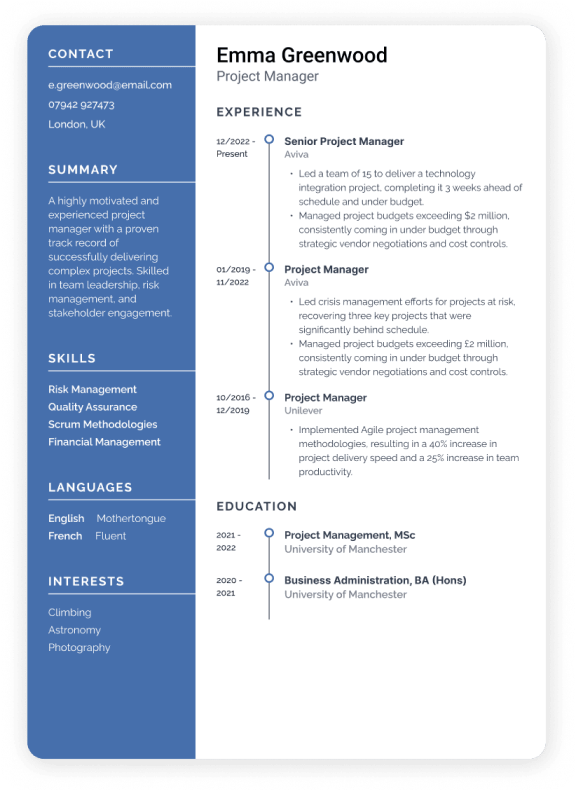 CONTACT
e.greenwood@email.com
07942 927473
London, UK
SUMMARY
A highly motivated and
experienced project
manager with a proven
track record of
successfully delivering
complex projects. Skilled
in team leadership, risk
management, and
stakeholder engagement.
SKILLS
Risk Management
Quality Assurance
Scrum Methodologies
Financial Management
LANGUAGES
English Mothertongue
French Fluent
INTERESTS
Climbing
Astronomy
Photography
Emma Greenwood
Project Manager
EXPERIENCE
12/2022 -
Present
Senior Project Manager
Aviva
• Led a team of 15 to deliver a technology
integration project, completing it 3 weeks ahead of
schedule and under budget.
• Managed project budgets exceeding $2 million,
consistently coming in under budget through
strategic vendor negotiations and cost controls.
01/2019 -
11/2022
Project Manager
Aviva
• Led crisis management efforts for projects at risk,
recovering three key projects that were
significantly behind schedule.
• Managed project budgets exceeding £2 million,
consistently coming in under budget through
strategic vendor negotiations and cost controls.
10/2016 -
12/2019
Project Manager
Unilever
• Implemented Agile project management
methodologies, resulting in a 40% increase in
project delivery speed and a 25% increase in team
productivity.
EDUCATION
2021 -
2022
Project Management, MSc
University of Manchester
2020 -
2021
Business Administration, BA (Hons)
University of Manchester